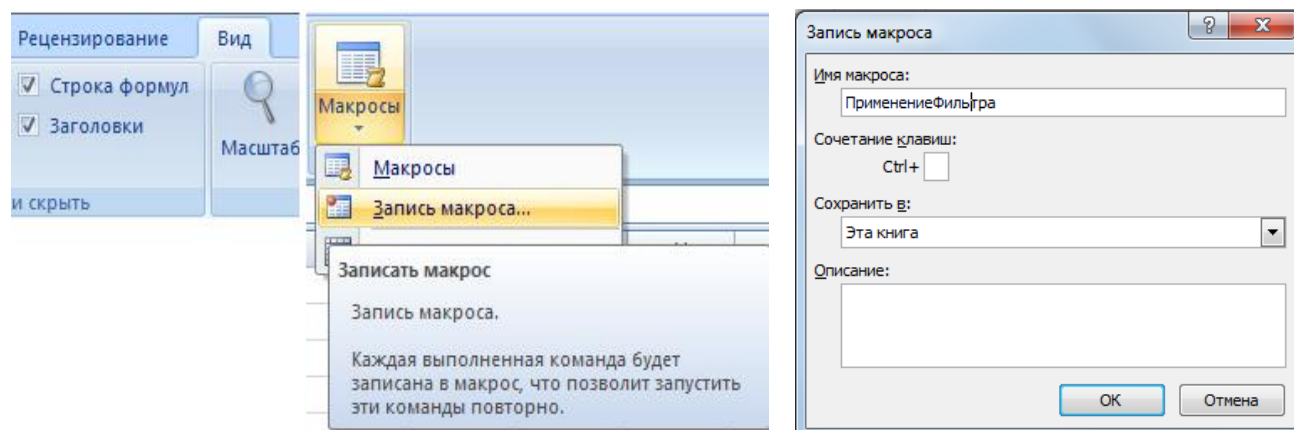 Рецензирование Вид
Строка формул
Заголовки
Масштаб
и скрыть
Макросы
Макросы
Запись макроса...
Записать макрос
Запись макроса.
Каждая выполненная команда будет
записана в макрос, что позволит запустить
эти команды повторно.
Запись макроса
Имя макроса:
ПрименениеФильтра
Сочетание клавиш:
Ctrl+
Сохранить в:
Эта книга
Описание:
ОК Отмена